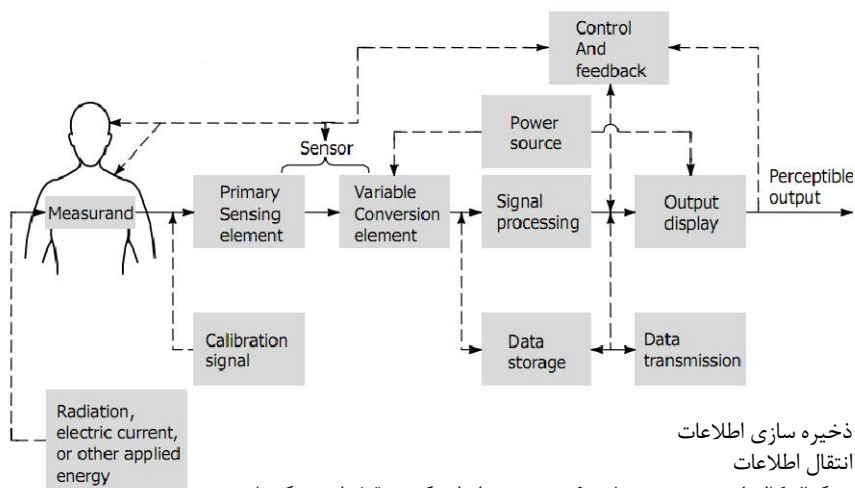 Control
And
feedback
Power
source
Sensor
Perceptible
output
Measurand
Primary
Sensing
element
Variable
Conversion
element
Signal
processing
Output
display
Calibration
signal
Data
storage
Data
transmission
Radiation,
electric current,
or other applied
energy
ذخیره سازی اطلاعات
انتقال اطلاعات